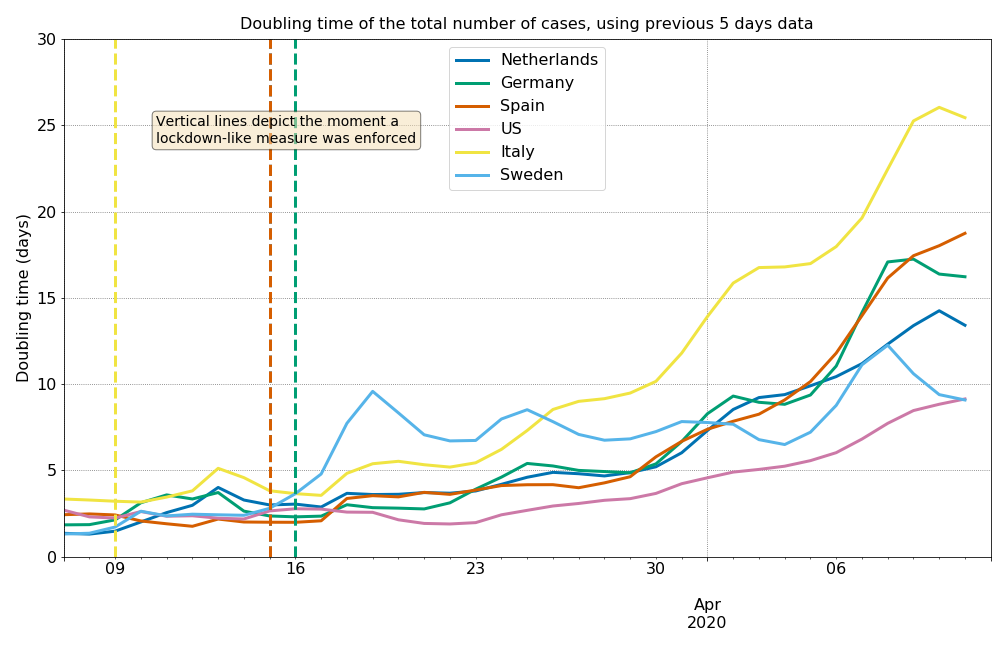 Doubling time of the total number of cases, using previous 5 days data
30
25
20
15
10
5
0
Doubling time (days)
Vertical lines depict the moment a
lockdown-like measure was enforced
Netherlands
Germany
Spain
US
Italy
Sweden
09
16
23
30
06
Apr
2020